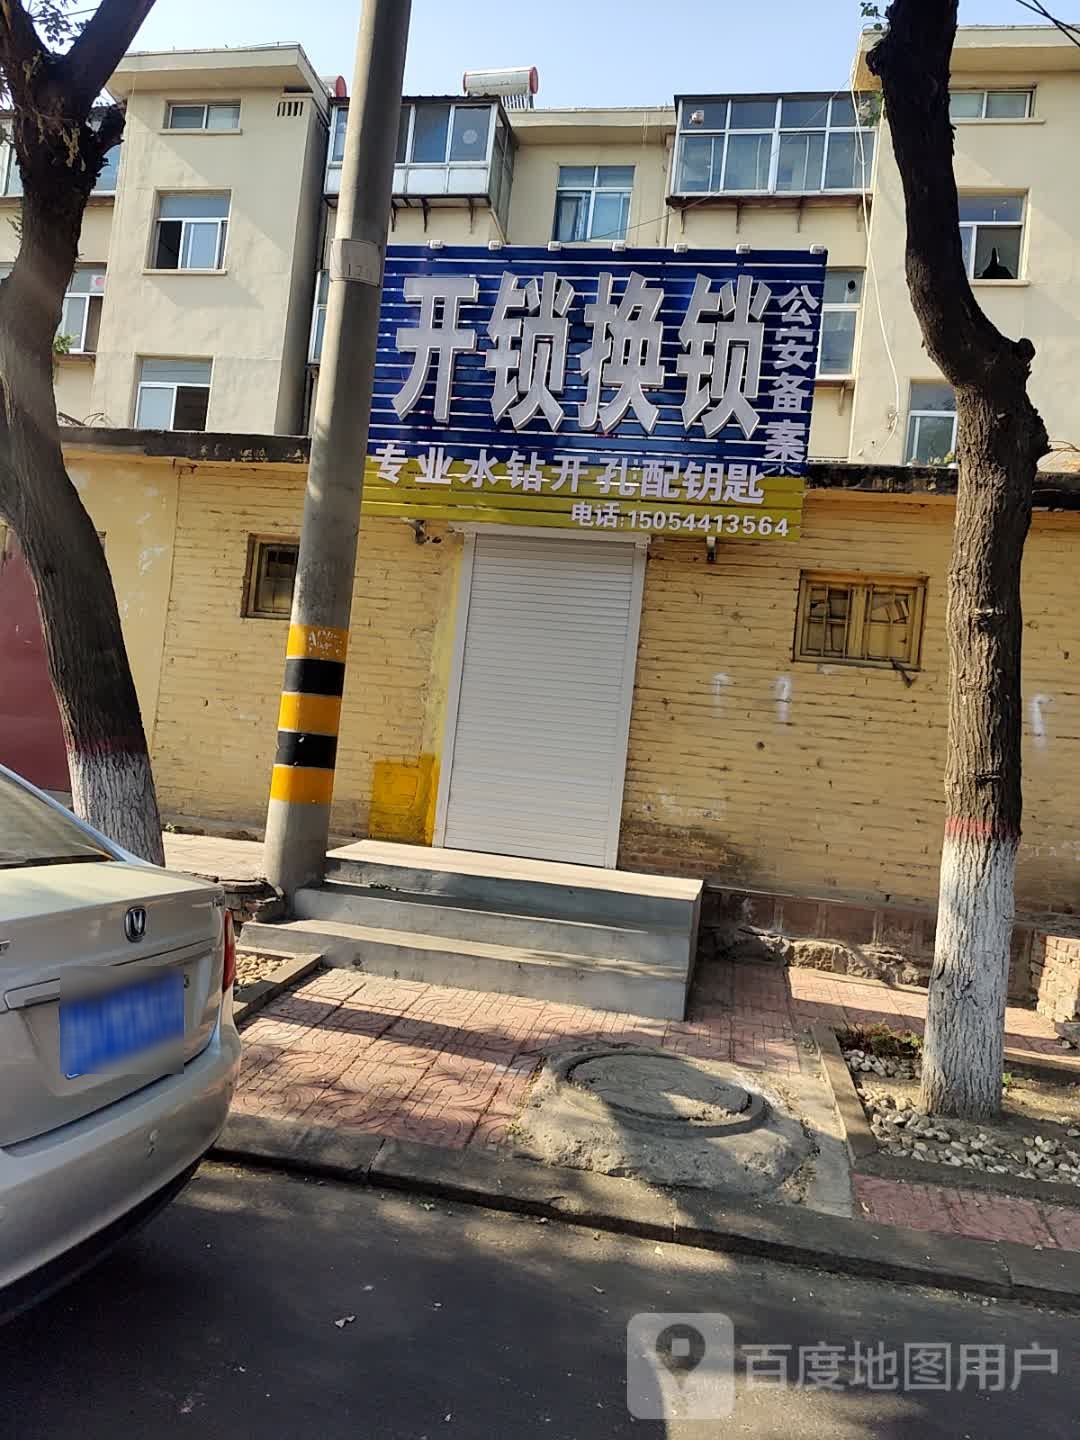 开锁换锁
公安备案
专业水钻开孔配钥匙
电话:15054413564
百度地图用户